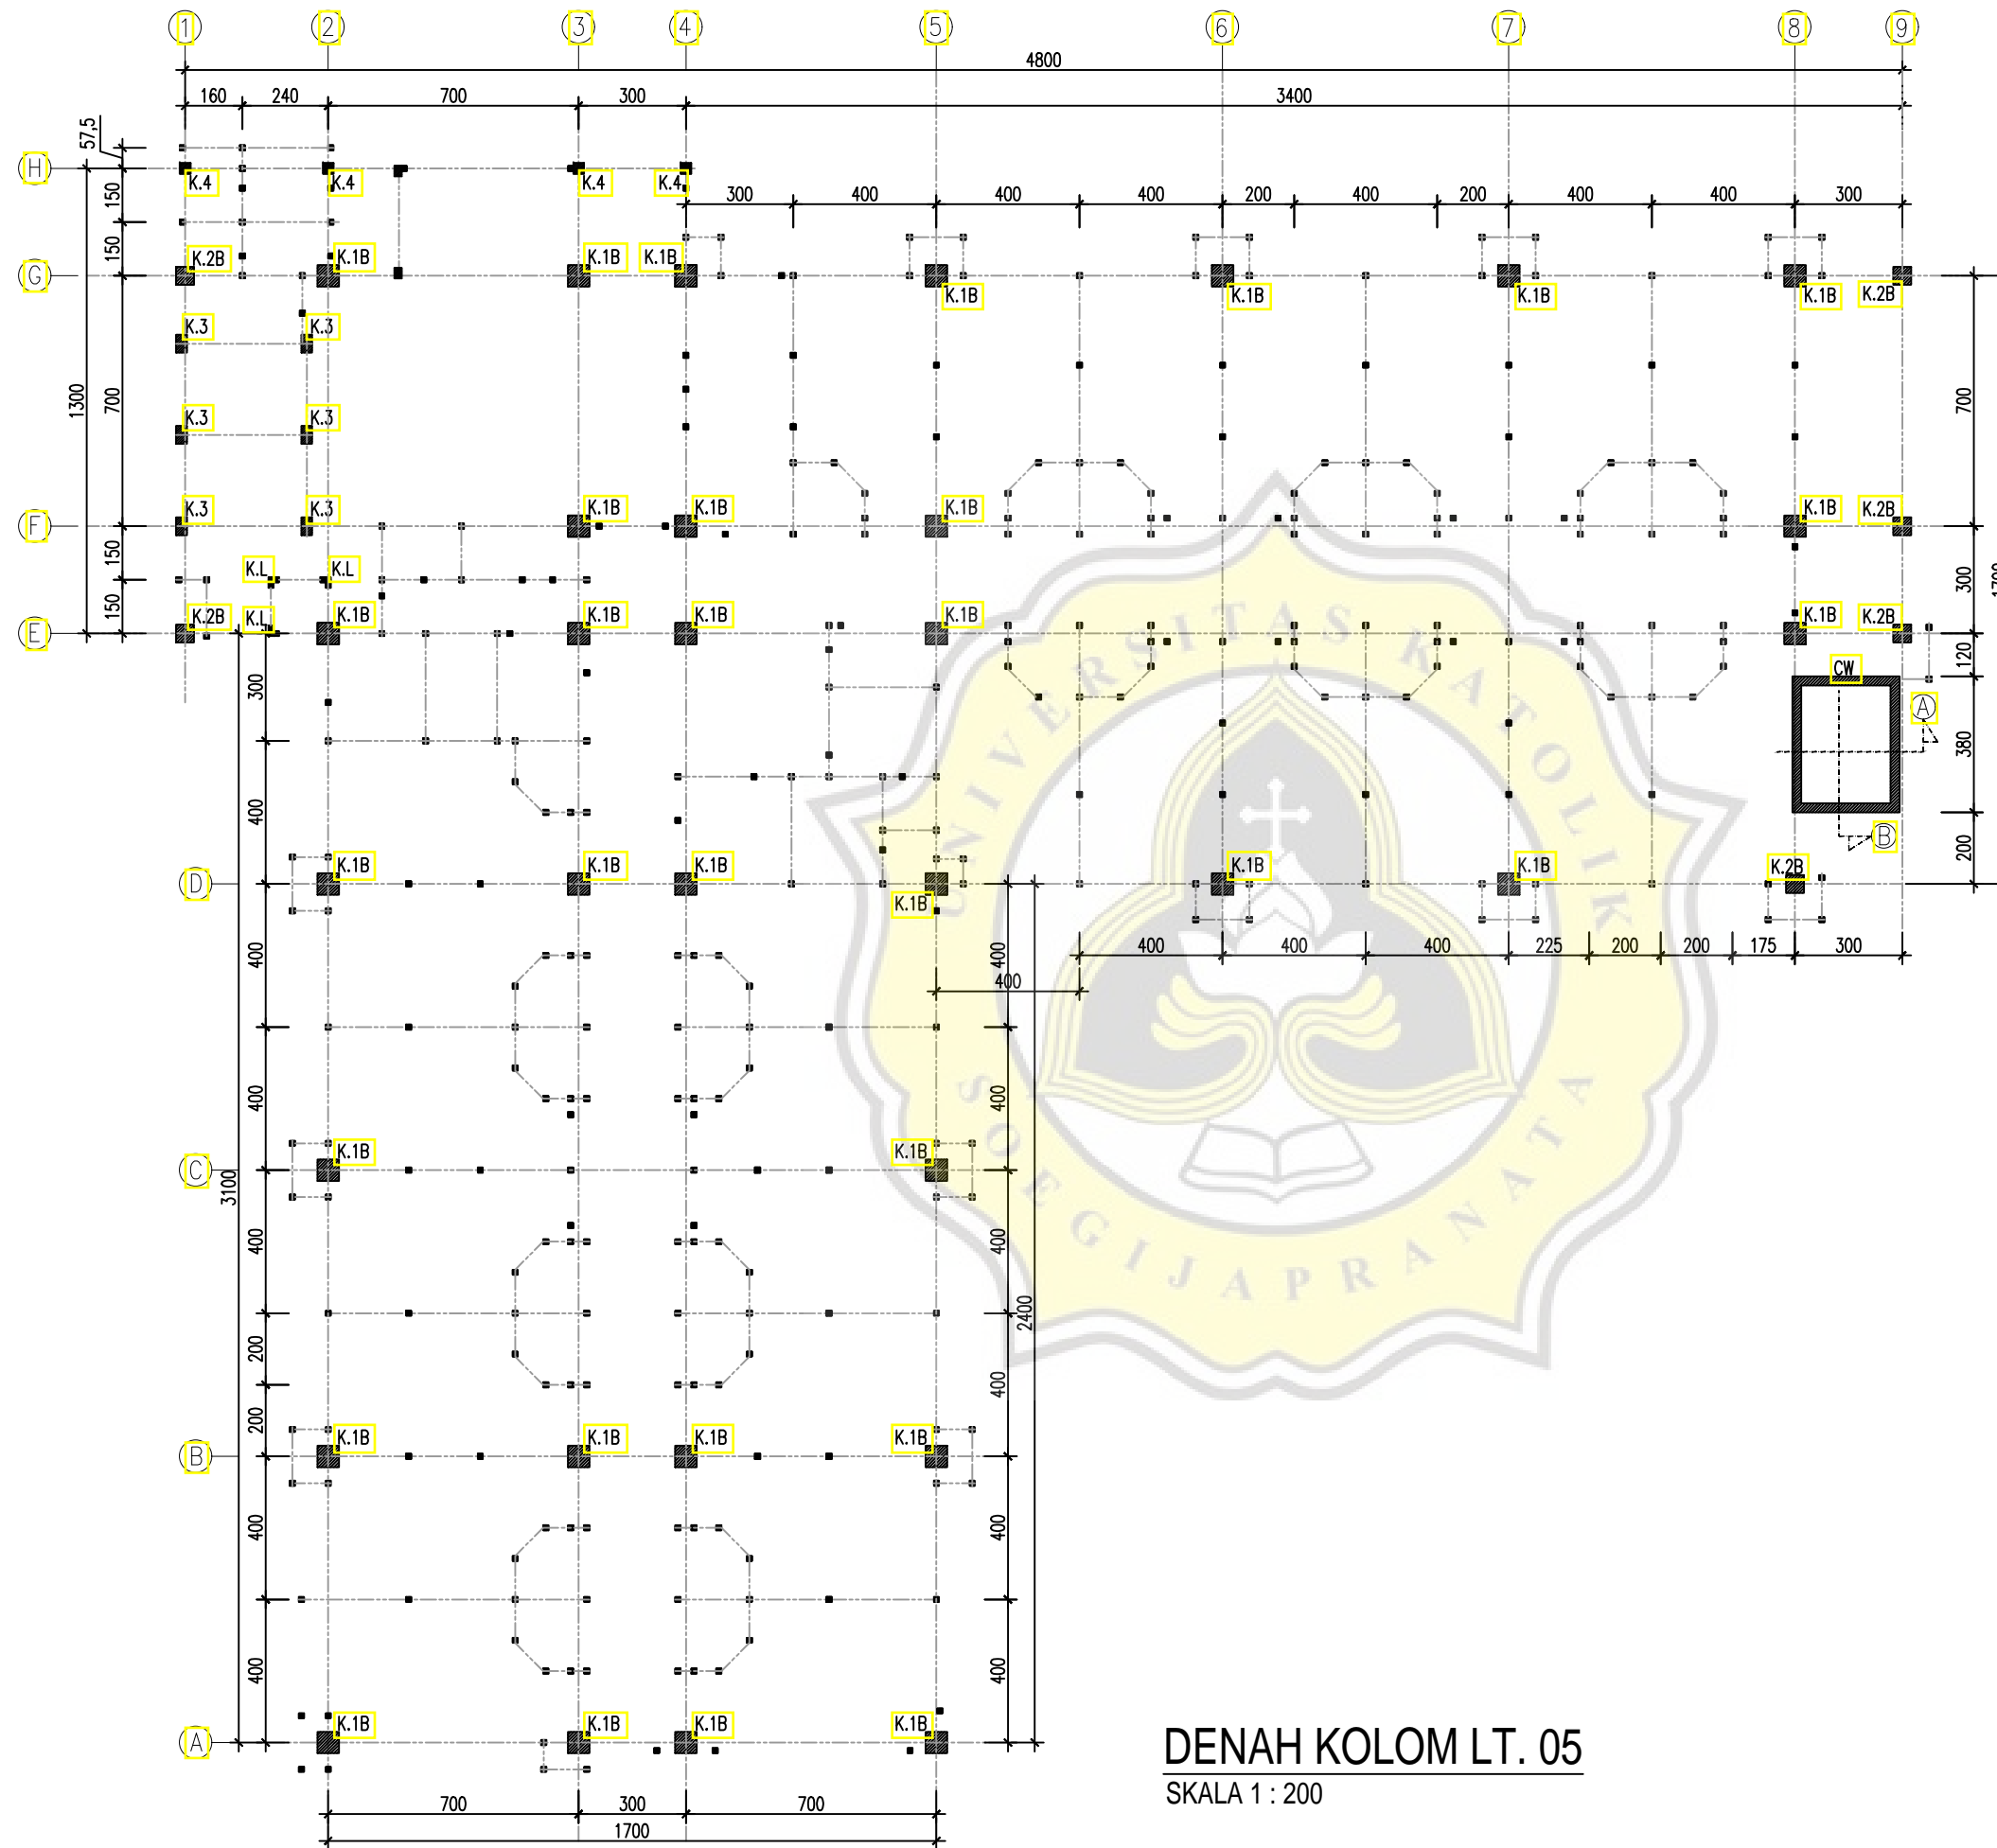 1 2 3 4 5 6 7 8 9
4800
160 240 700 300 3400
57,5
H
K.4 K.4 K.4 K.4
150
300 400 400 400 200 400 200 400 400 300
150
K.2B K.1B K.1B K.1B
G
K.1B K.1B K.1B K.1B K.2B
K.3 K.3
1300 700 700
K.3 K.3
K.3 K.3 K.1B K.1B K.1B K.1B K.2B
F
150 300
K.L K.L
150
K.2B K.L K.1B K.1B K.1B K.1B K.1B K.2B
E
120
CW
300
A
380
400
B
200
K.1B K.1B K.1B K.1B K.1B K.2B
D
K.1B
400 400 400 400 400 225 200 200 175 300
400
UNIVERSITAS KATOLIK
SOEGIJAPRANATA
400 400
K.1B K.1B
C
3100
400 400
2400
200
200 400
K.1B K.1B K.1B K.1B
B
400 400
400 400
K.1B K.1B K.1B K.1B
A
700 300 700
1700
DENAH KOLOM LT. 05
SKALA 1 : 200